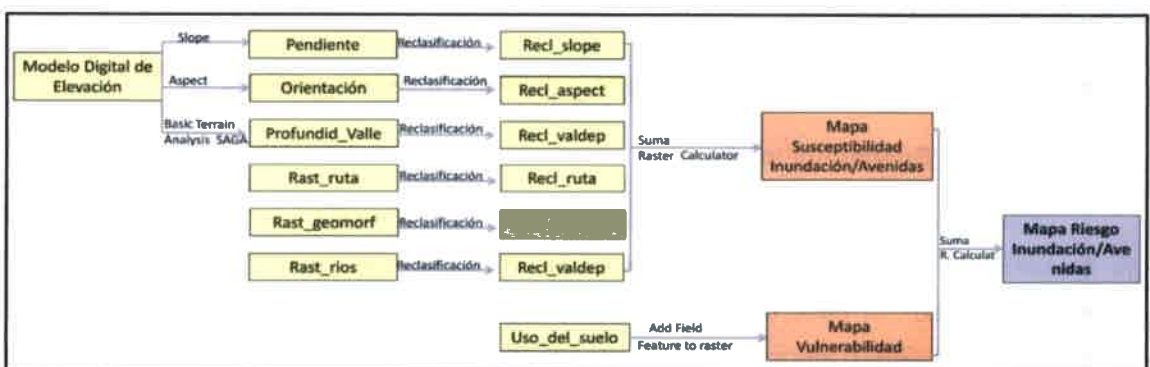 Modelo Digital de
Elevación
Slope
Pendiente
Reclasificación
Recl_slope
Aspect
Orientación
Reclasificación
Recl_aspect
Basic Terrain
Analysis SAGA
Profundid_Valle
Reclasificación
Recl_valdep
Rast_ruta
Reclasificación
Recl_ruta
Rast_geomorf
Reclasificación
Rast_rios
Reclasificación
Recl_valdep
Suma
Raster Calculator
Mapa
Susceptibilidad
Inundación/Avenidas
Uso_del_suelo
Add Field
Feature to raster
Mapa
Vulnerabilidad
Suma
R. Calculat
Mapa Riesgo
Inundación/Ave
nidas